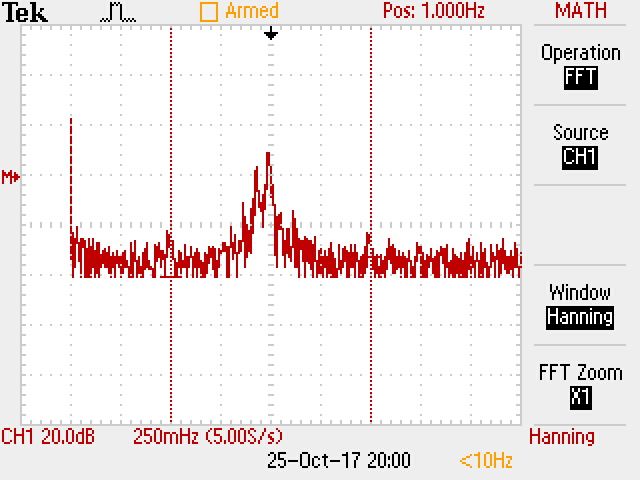 Tek Armed Pos: 1.000Hz MATH
Operation
FFT
Source
CH1
M
Window
Hanning
FFT Zoom
X1
CH1 20.0dB 250mHz (5.00S/s) Hanning
25-Oct-17 20:00 <10Hz